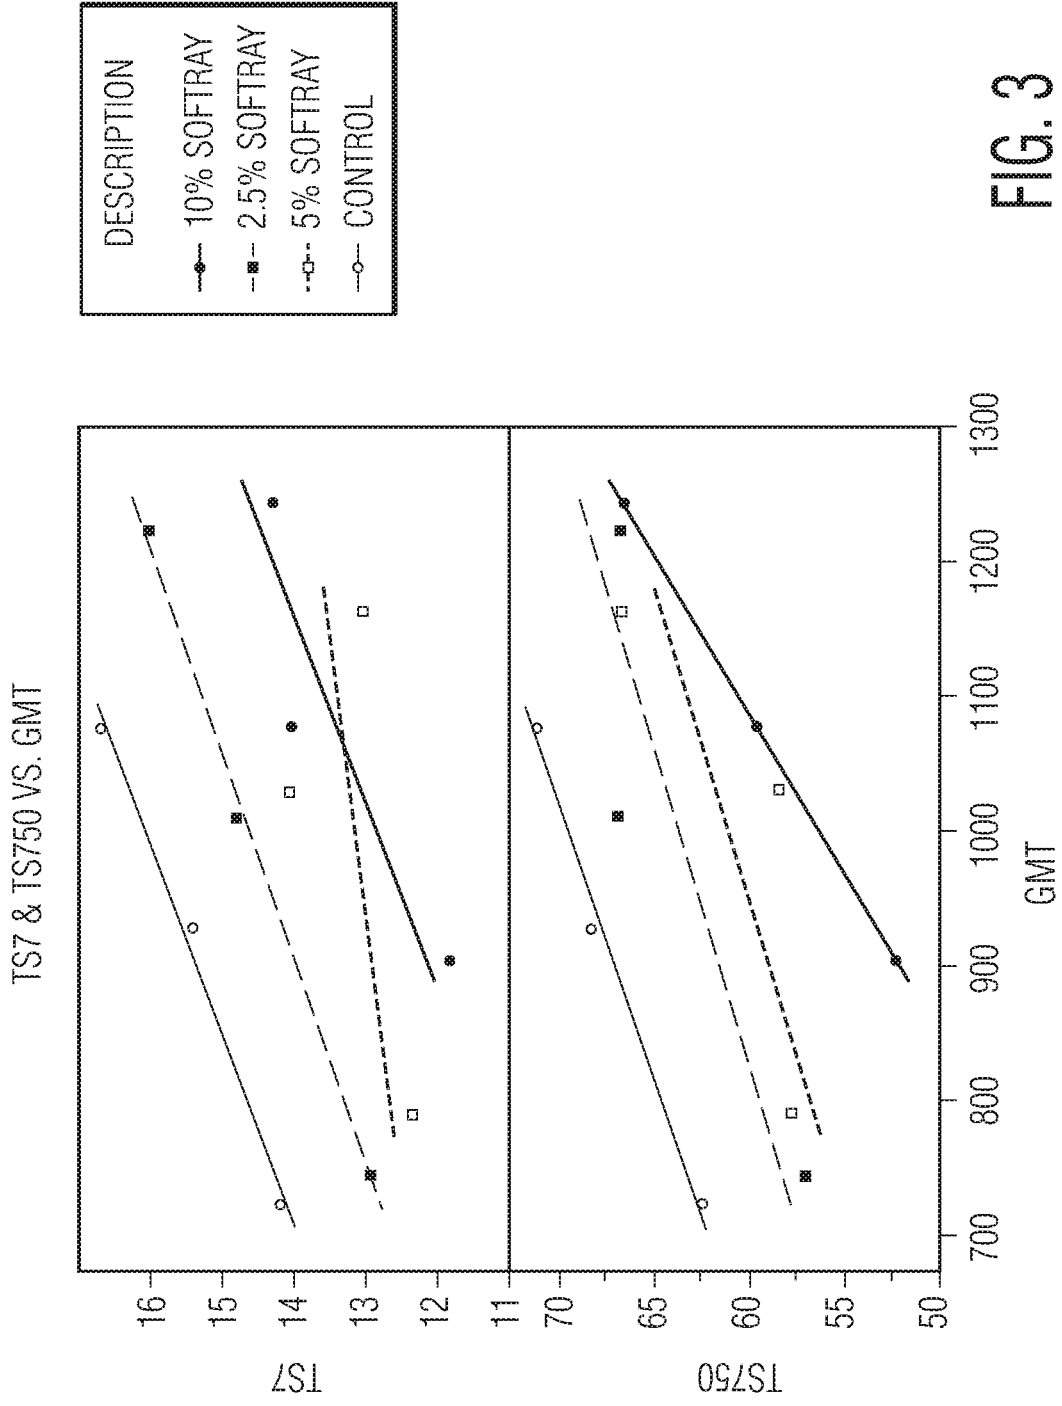 TS7 & TS750 VS. GMT
TS7
16
15
14
13
12
11
TS750
70
65
60
55
50
700
800
900
1000
1100
1200
1300
GMT
DESCRIPTION
10% SOFTRAY
2.5% SOFTRAY
5% SOFTRAY
CONTROL
FIG. 3